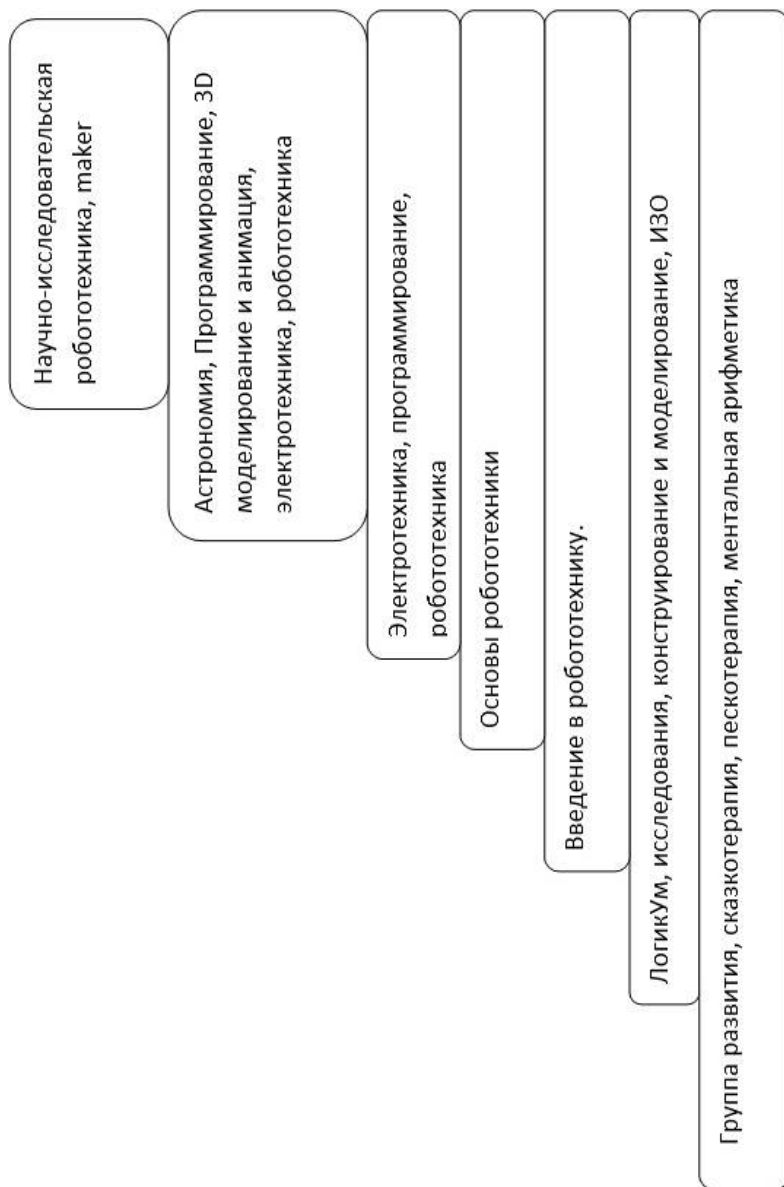 Научно-исследовательская
робототехника, maker
Астрономия, Программирование, 3D
моделирование и анимация,
электротехника, робототехника
Электротехника, программирование,
робототехника
Основы робототехники
Введение в робототехнику.
ЛогикУм, исследования, конструирование и моделирование, ИЗО
Группа развития, сказкотерапия, пескотерапия, ментальная арифметика